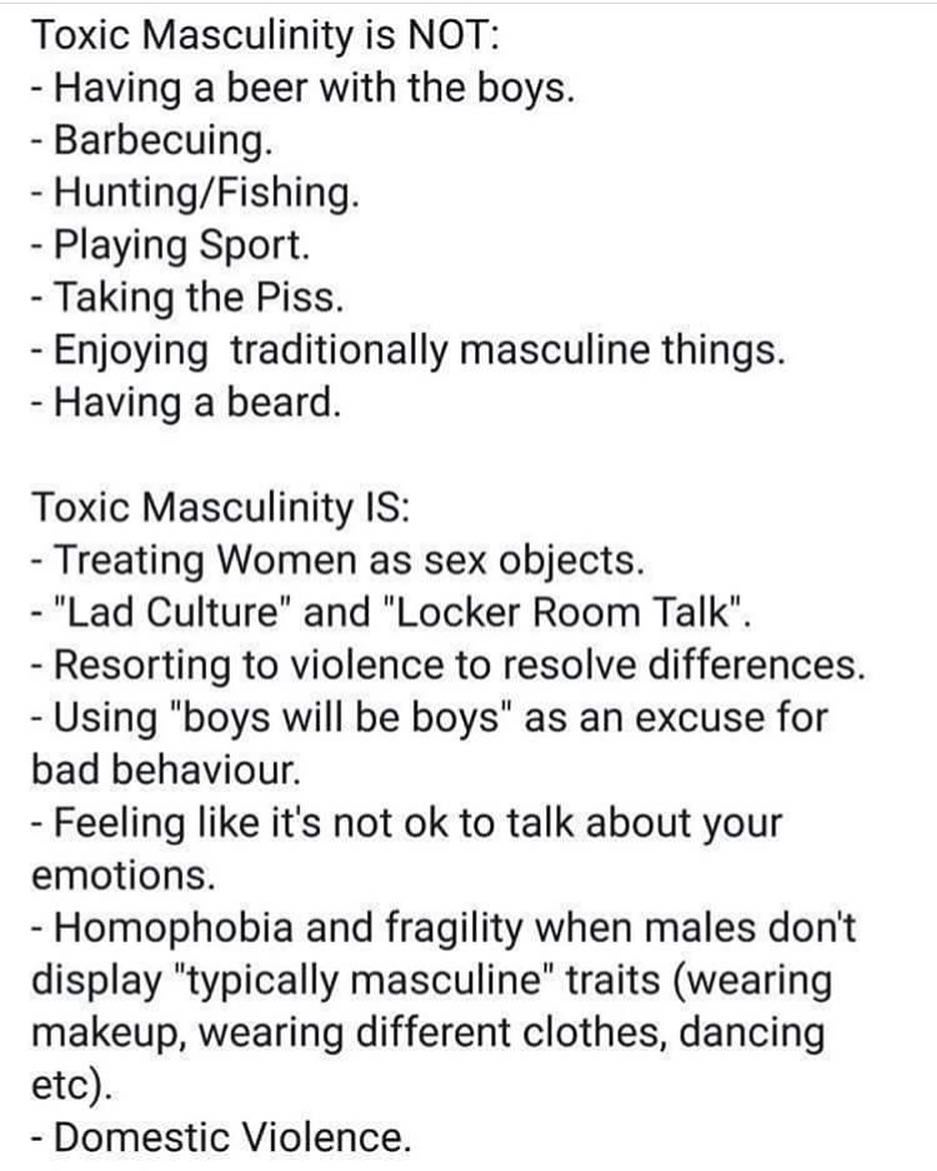 Toxic Masculinity is NOT:
- Having a beer with the boys.
- Barbecuing.
- Hunting/Fishing.
- Playing Sport.
- Taking the Piss.
- Enjoying  traditionally masculine things.
- Having a beard.

Toxic Masculinity IS:
- Treating Women as sex objects.
- "Lad Culture" and "Locker Room Talk".
- Resorting to violence to resolve differences.
- Using "boys will be boys" as an excuse for
bad behaviour.
- Feeling like it's not ok to talk about your
emotions.
- Homophobia and fragility when males don't
display "typically masculine" traits (wearing
makeup, wearing different clothes, dancing
etc).
- Domestic Violence.